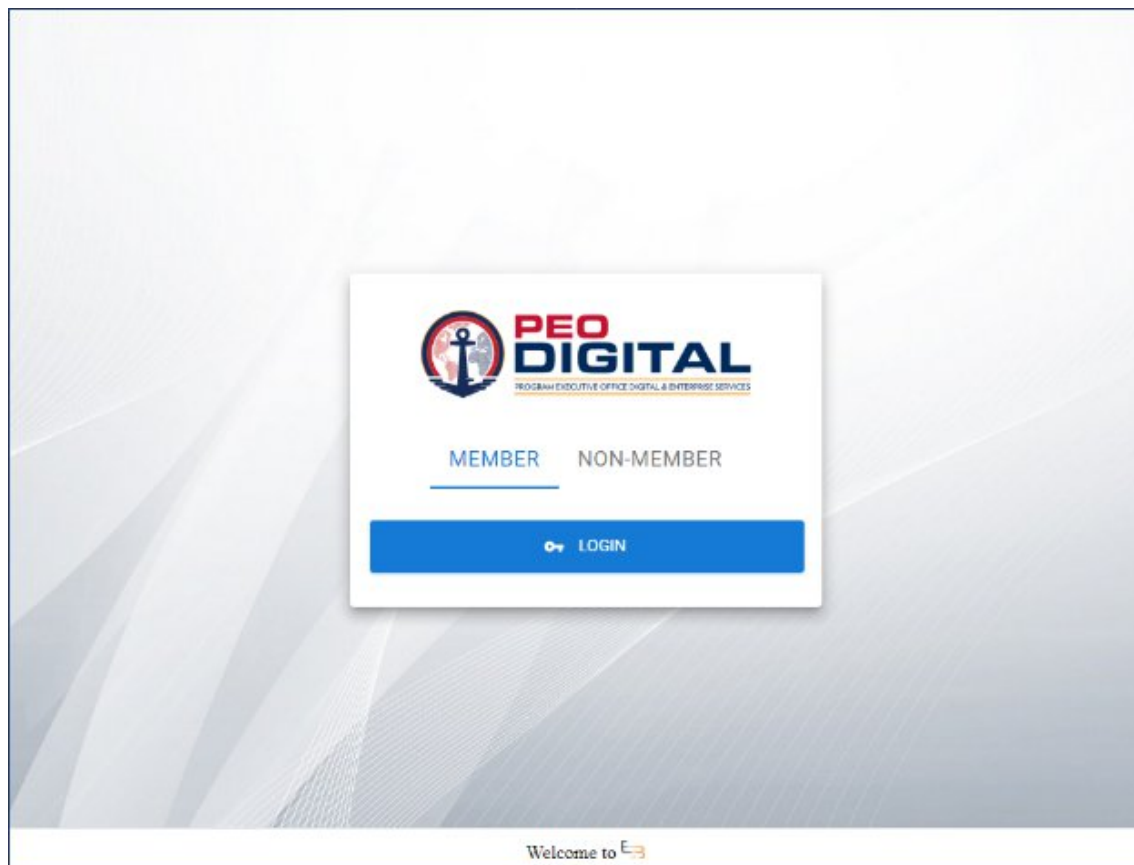 PEO
DIGITAL
PROGRAM EXECUTIVE OFFICE DIGITAL & ENTERPRISE SERVICES
MEMBER NON-MEMBER
LOGIN
Welcome to